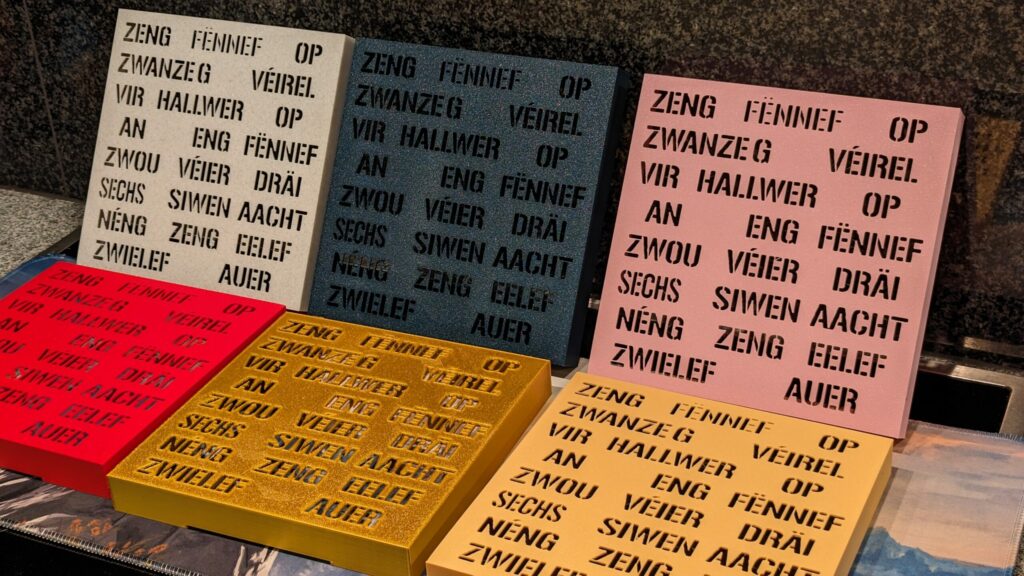 ZENG FËNNEF OP
ZWANZEG VÉIREL
VIR HALLWER OP
AN ENG FËNNEF
ZWOU VÉIER DRÄI
SECHS SIWEN AACHT
NÉNG ZENG EELEF
ZWIELEF AUER
ZENG FËNNEF OP
ZWANZEG VÉIREL
VIR HALLWER OP
AN ENG FËNNEF
ZWOU VÉIER DRÄI
SECHS SIWEN AACHT
NÉNG ZENG EELEF
ZWIELEF AUER
ZENG FËNNEF OP
ZWANZEG VÉIREL
VIR HALLWER OP
AN ENG FËNNEF
ZWOU VÉIER DRÄI
SECHS SIWEN AACHT
NÉNG ZENG EELEF
ZWIELEF AUER
ZENG FËNNEF OP
ZWANZEG VÉIREL
VIR HALLWER OP
AN ENG FËNNEF
VÉIER DRÄI
SIWEN AACHT
ZENG EELEF
AUER
ZENG FËNNEF OP
ZWANZEG VÉIREL
VIR HALLWER OP
AN ENG FËNNEF
ZWOU VÉIER DRÄI
SECHS SIWEN AACHT
NÉNG ZENG EELEF
ZWIELEF AUER
ZENG FËNNEF OP
ZWANZEG VÉIREL
VIR HALLWER OP
AN ENG FËNNEF
ZWOU VÉIER DRÄI
SECHS SIWEN AACHT
NÉNG ZENG
ZWIELEF